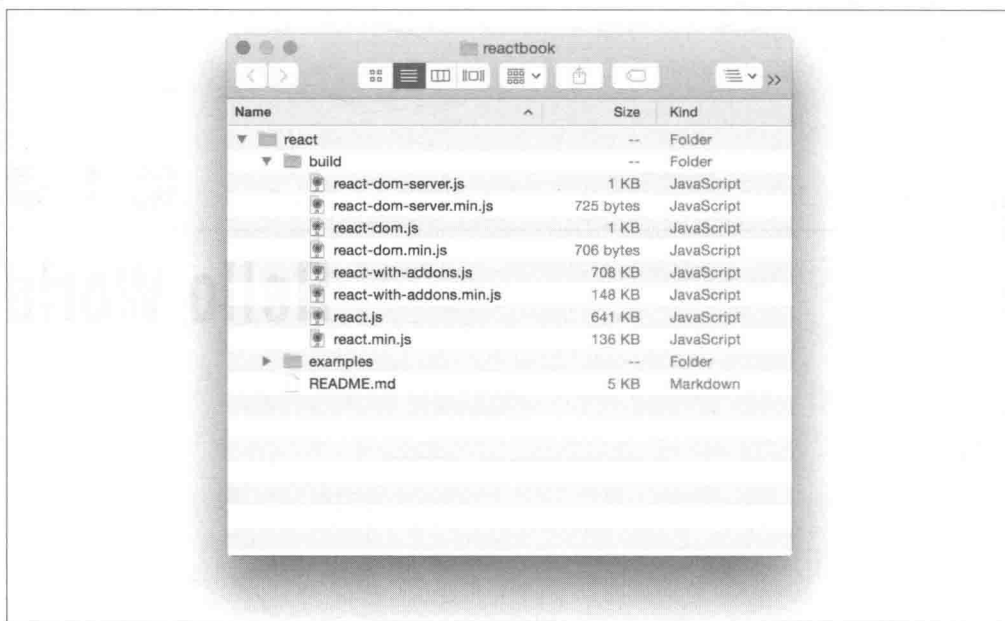 reactbook
Name Size Kind
react -- Folder
build -- Folder
react-dom-server.js 1 KB JavaScript
react-dom-server.min.js 725 bytes JavaScript
react-dom.js 1 KB JavaScript
react-dom.min.js 706 bytes JavaScript
react-with-addons.js 708 KB JavaScript
react-with-addons.min.js 148 KB JavaScript
react.js 641 KB JavaScript
react.min.js 136 KB JavaScript
examples -- Folder
README.md 5 KB Markdown